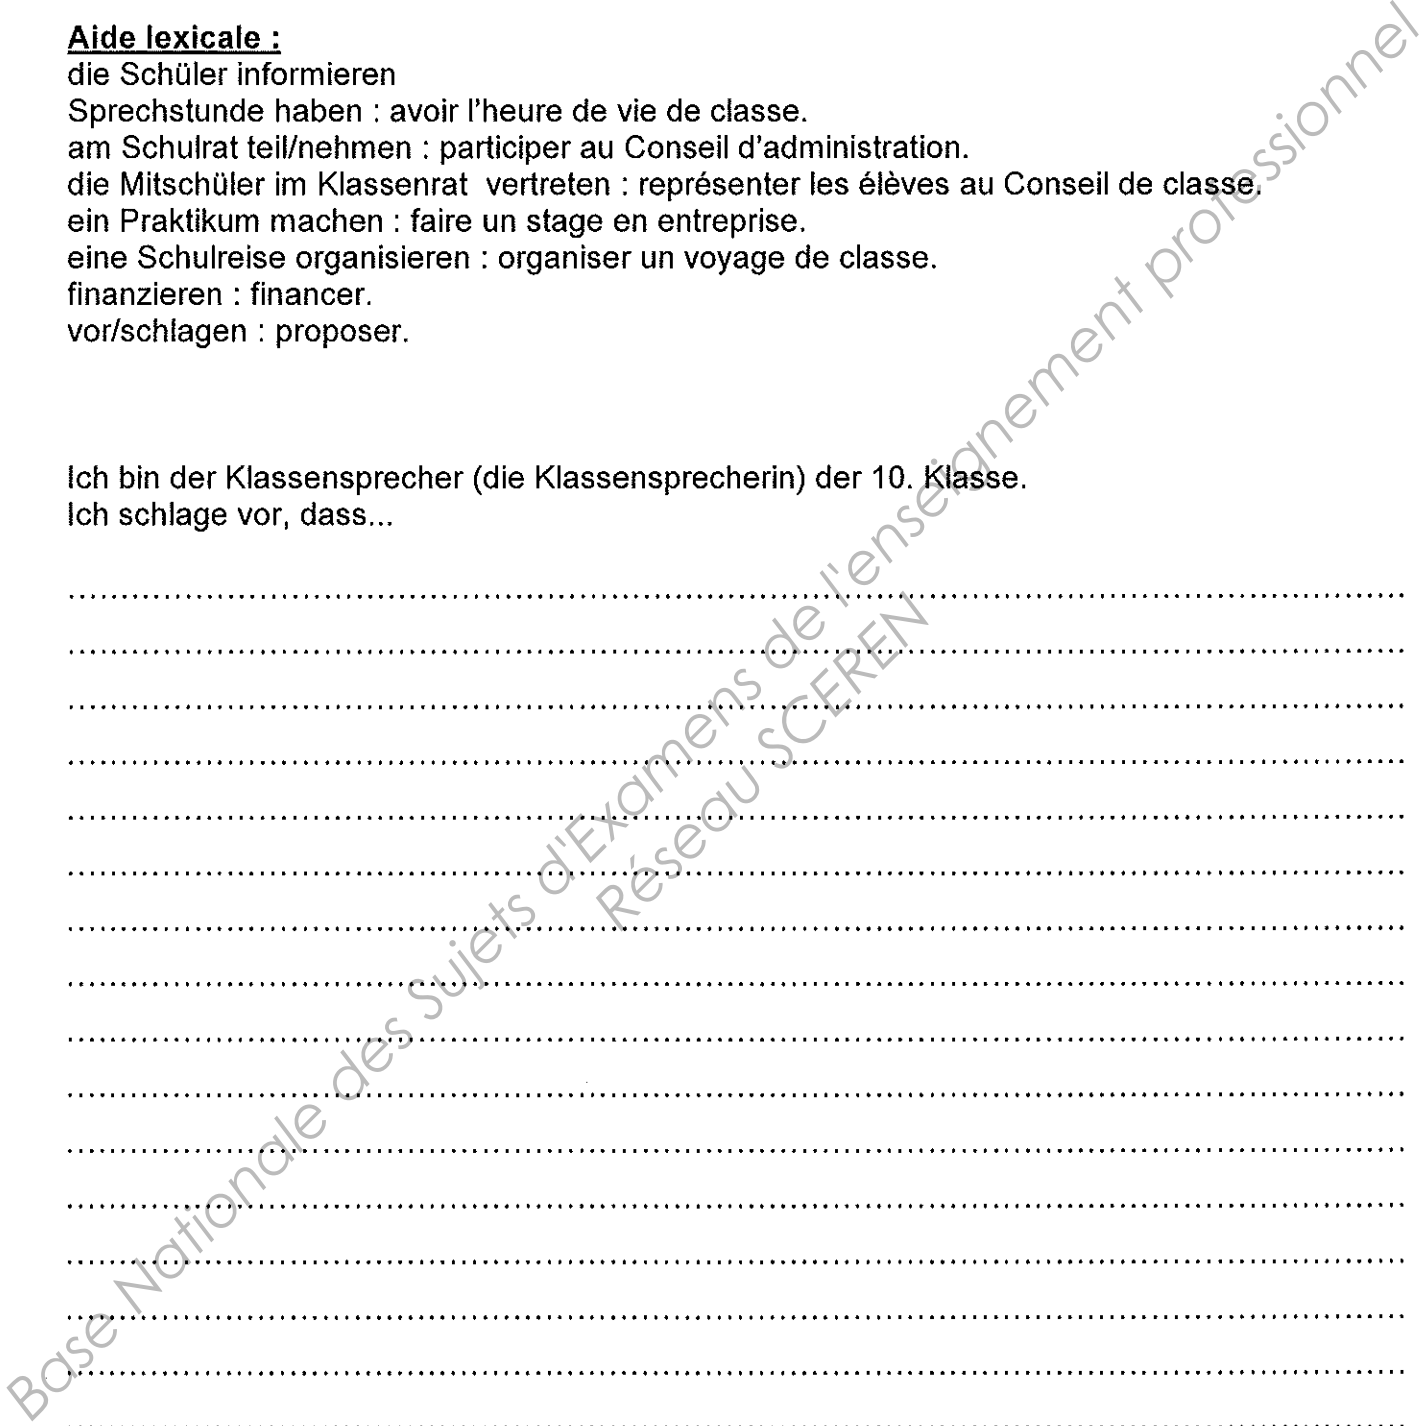 Aide lexicale :
die Schüler informieren
Sprechstunde haben : avoir l'heure de vie de classe.
am Schulrat teil/nehmen : participer au Conseil d'administration.
die Mitschüler im Klassenrat vertreten : représenter les élèves au Conseil de classe.
ein Praktikum machen : faire un stage en entreprise.
eine Schulreise organisieren : organiser un voyage de classe.
finanzieren : financer.
vor/schlagen : proposer.
Ich bin der Klassensprecher (die Klassensprecherin) der 10. Klasse.
Ich schlage vor, dass...
Base Nationale des Sujets d'Examens de l'enseignement professionnel
Réseau SCEREN